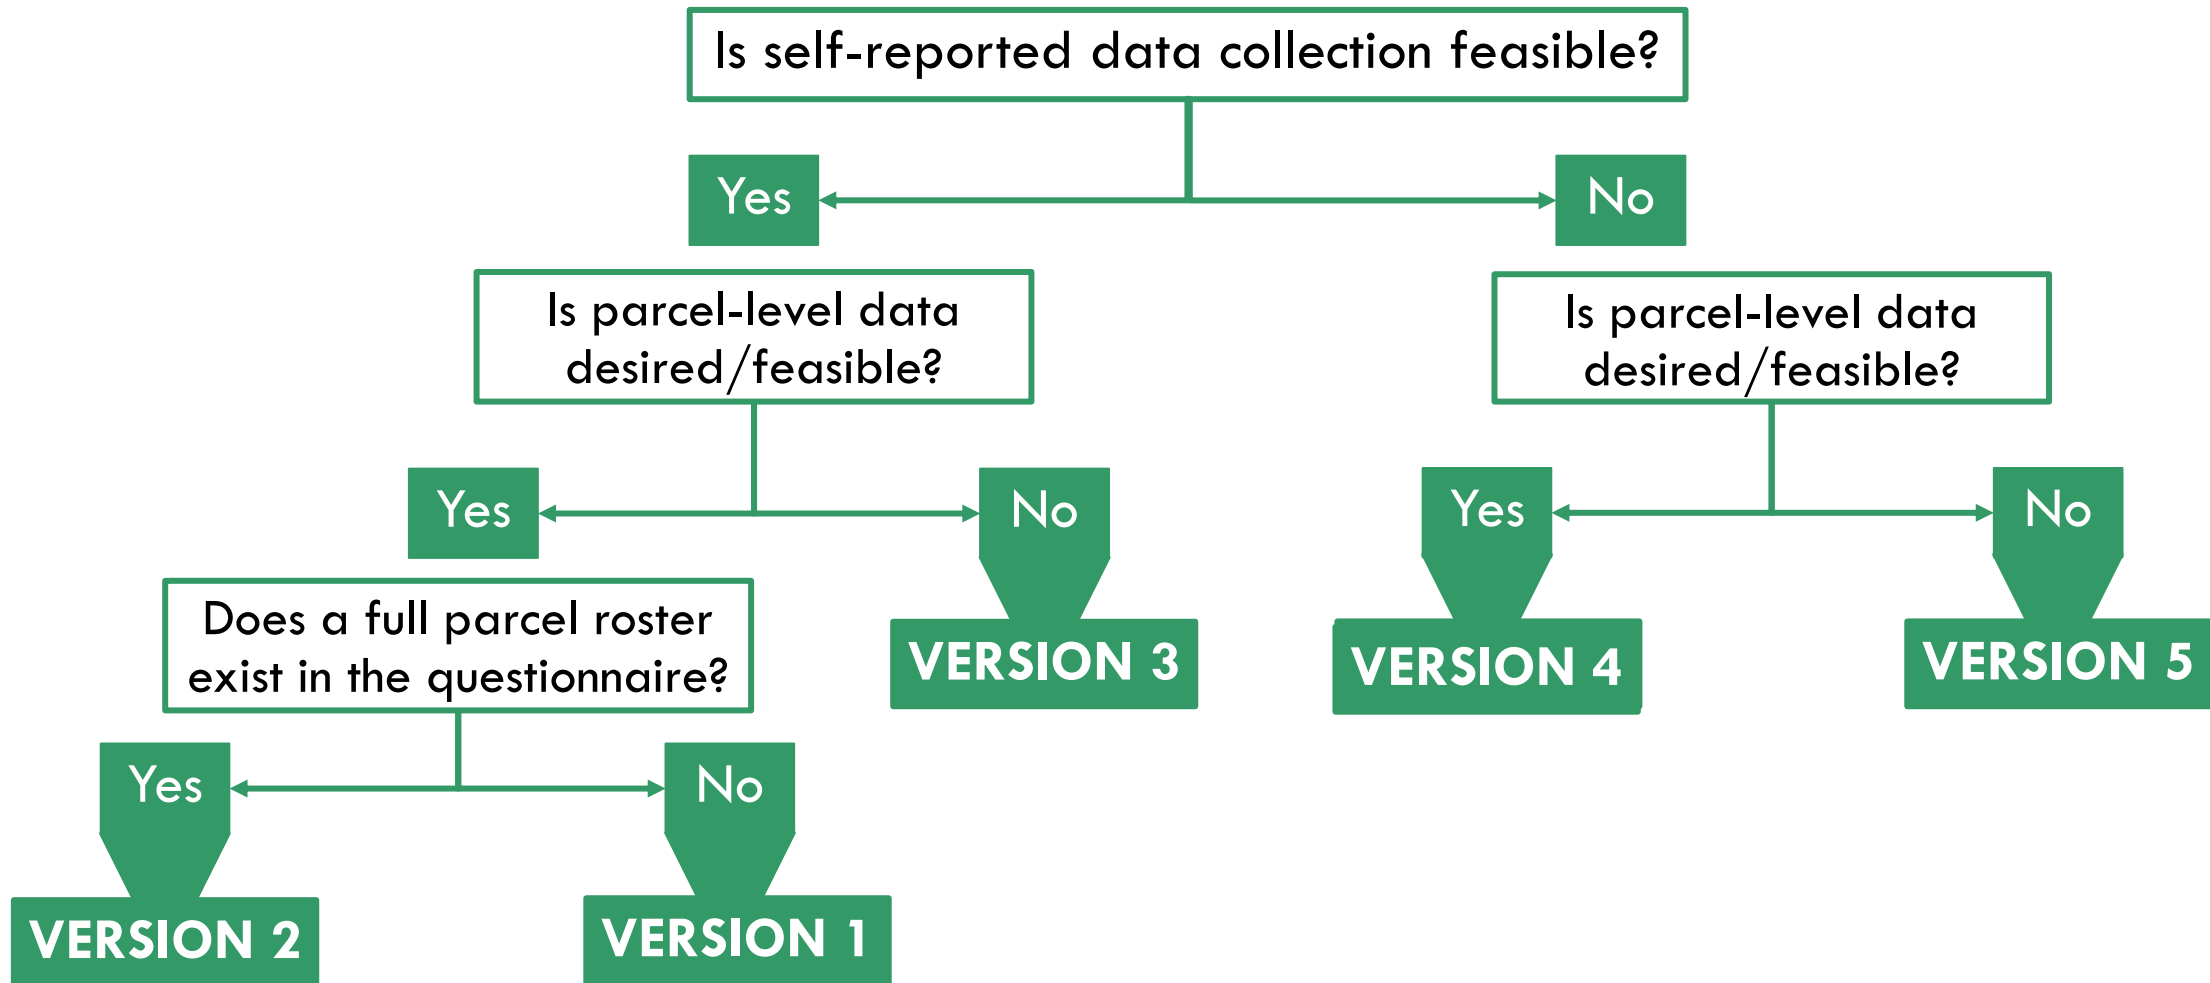 Is self-reported data collection feasible?
Yes
No
Is parcel-level data
desired/feasible?
Is parcel-level data
desired/feasible?
Yes
No
Yes
No
Does a full parcel roster
exist in the questionnaire?
VERSION 3
VERSION 4
VERSION 5
Yes
No
VERSION 2
VERSION 1